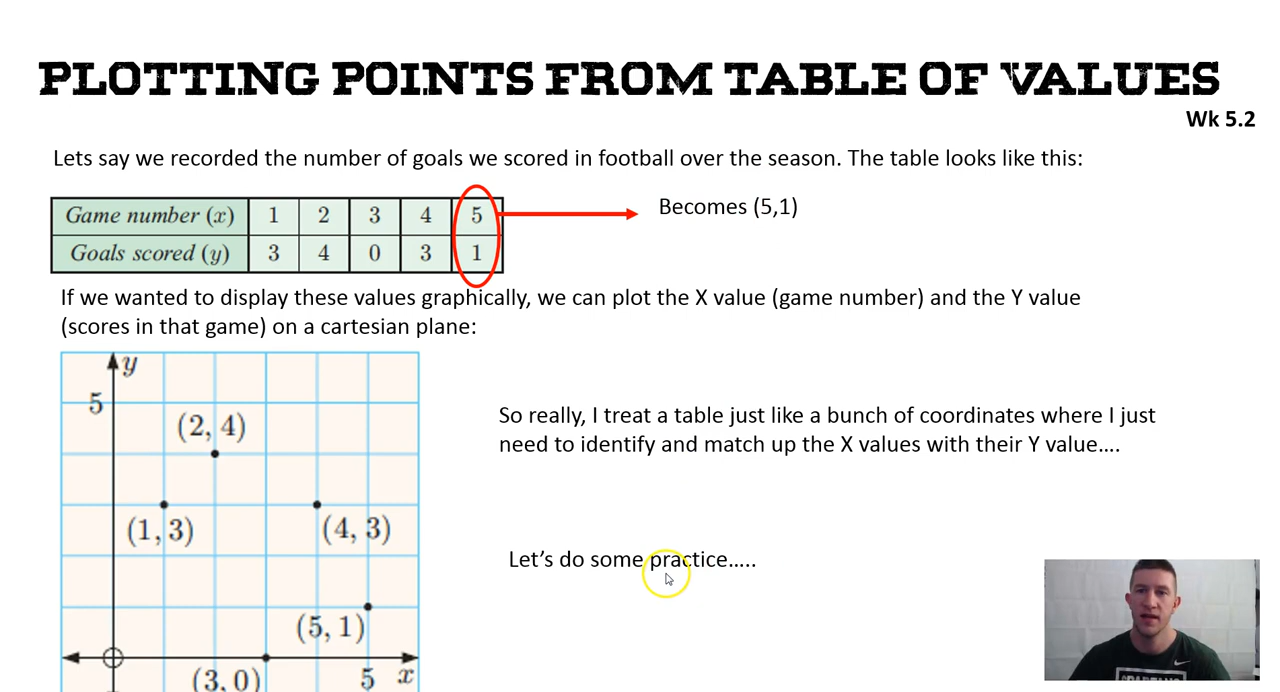 PLOTTING POINTS FROM TABLE OF VALUES
Wk 5.2
Lets say we recorded the number of goals we scored in football over the season. The table looks like this:
Game number (x) 1 2 3 4 5
Goals scored (y) 3 4 0 3 1
Becomes (5,1)
If we wanted to display these values graphically, we can plot the X value (game number) and the Y value
(scores in that game) on a cartesian plane:
y
5
(2, 4)
(1, 3)
(4, 3)
(5, 1)
(3, 0)
5
x
So really, I treat a table just like a bunch of coordinates where I just
need to identify and match up the X values with their Y value….
Let’s do some practice…..